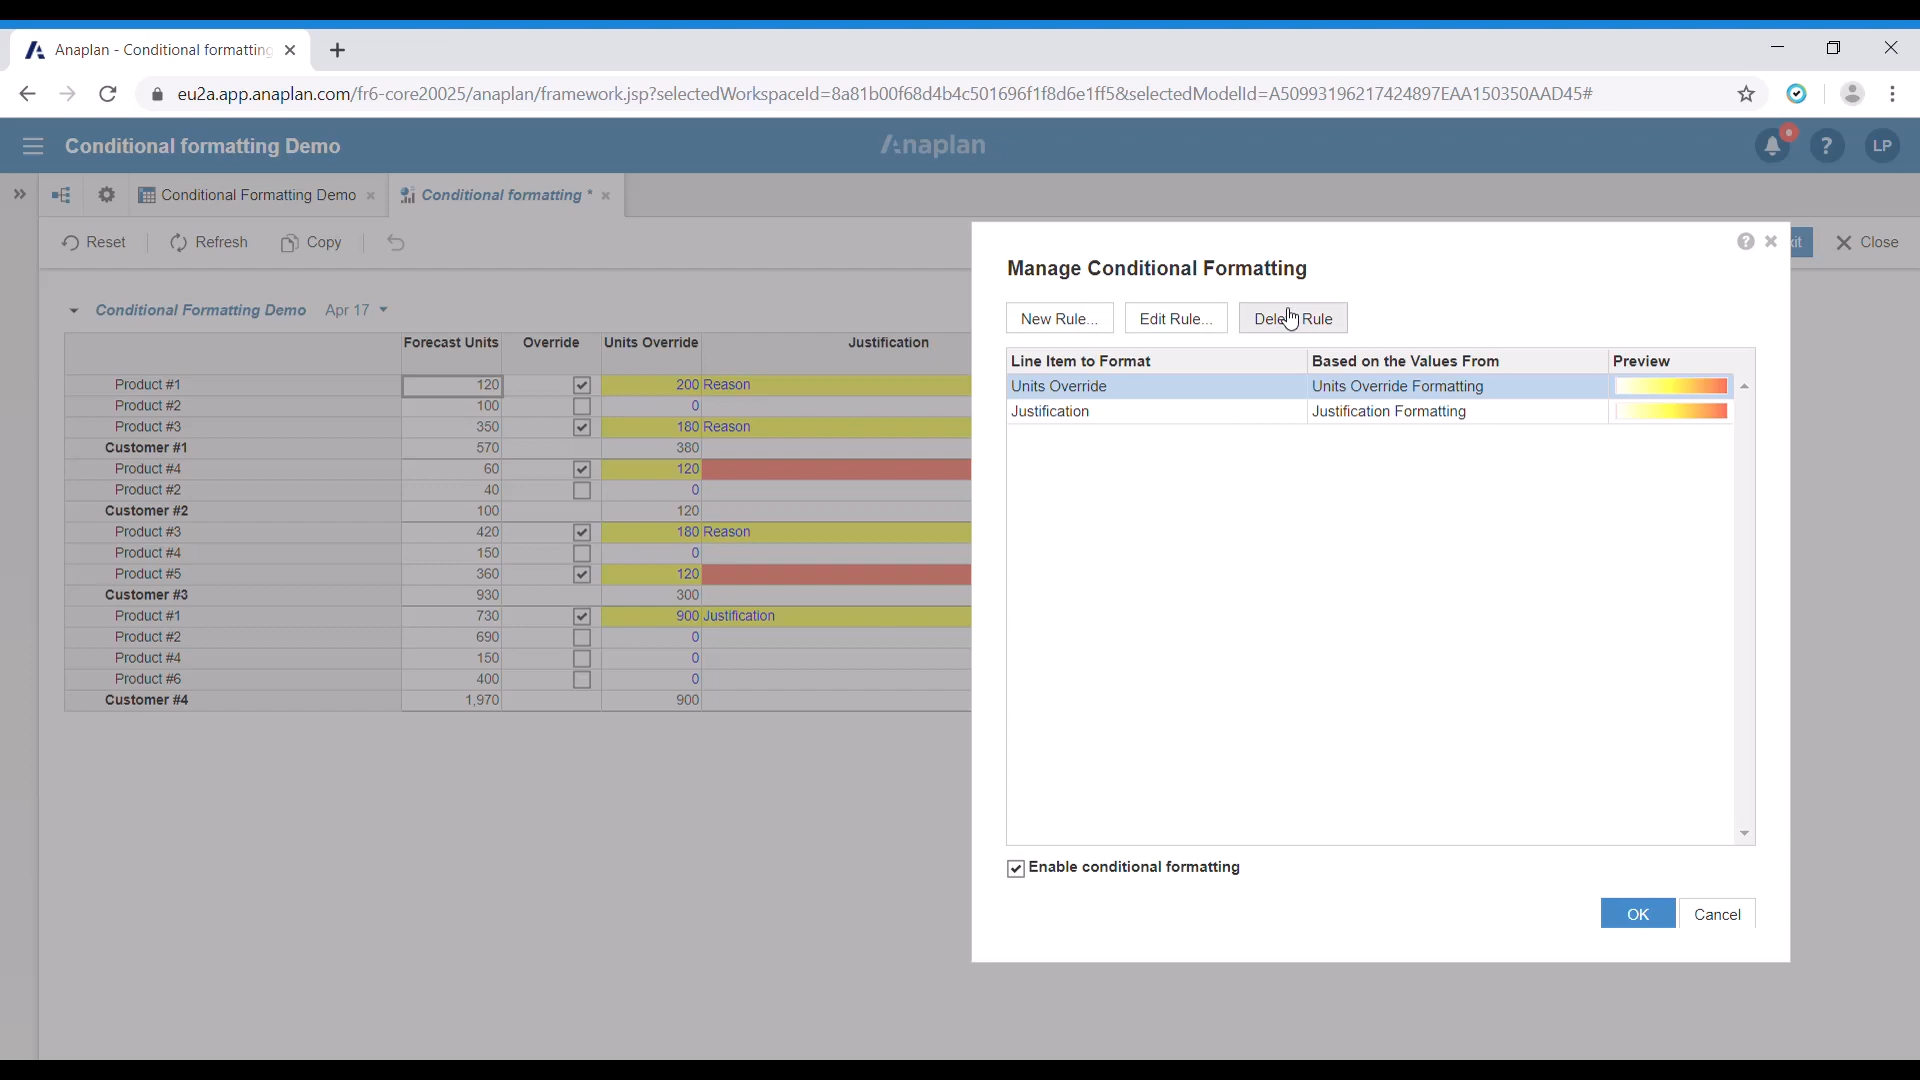 Anaplan - Conditional formatting
eu2a.app.anaplan.com/fr6-core20025/anaplan/framework.jsp?selectedWorkspaceId=8a81b00f68d4b4c501696f1f8d6e1ff5&selectedModelId=A50993196217424897EAA150350AAD45#
Conditional formatting Demo
Anaplan
? LP
Conditional Formatting Demo
Conditional formatting *
Reset Refresh Copy
Close
Conditional Formatting Demo Apr 17
Forecast Units Override Units Override Justification
Product #1 120 200 Reason
Product #2 100 0
Product #3 350 180 Reason
Customer #1 570 380
Product #4 60 120
Product #2 40 0
Customer #2 100 120
Product #3 420 180 Reason
Product #4 150 0
Product #5 360 120
Customer #3 930 300
Product #1 730 900 Justification
Product #2 690 0
Product #4 150 0
Product #6 400 0
Customer #4 1,970 900
?
Manage Conditional Formatting
New Rule... Edit Rule... Delete Rule
Line Item to Format Based on the Values From Preview
Units Override Units Override Formatting
Justification Justification Formatting
Enable conditional formatting
OK Cancel